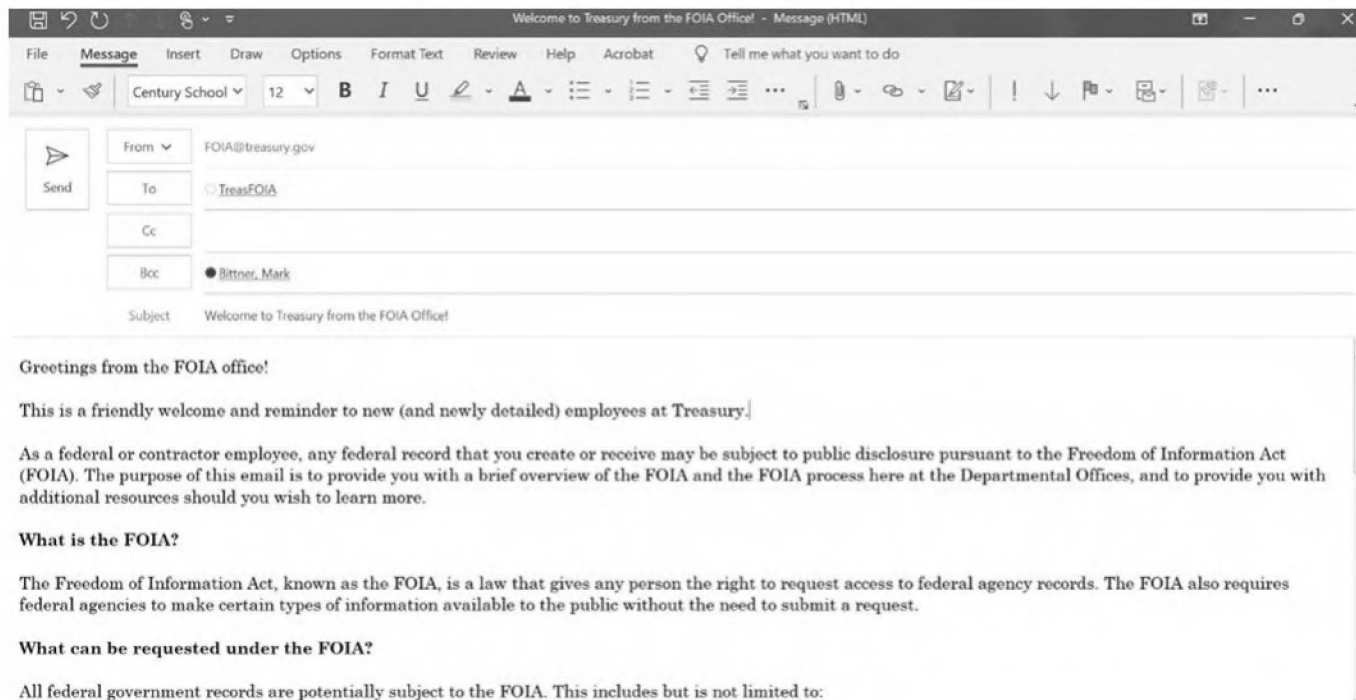 Welcome to Treasury from the FOIA Office! - Message (HTML)
File Message Insert Draw Options Format Text Review Help Acrobat Tell me what you want to do
Century School 12 B I U A
From FOIA@treasury.gov
Send To TreasFOIA
Cc
Bcc Bittner, Mark
Subject Welcome to Treasury from the FOIA Office!
Greetings from the FOIA office!
This is a friendly welcome and reminder to new (and newly detailed) employees at Treasury.
As a federal or contractor employee, any federal record that you create or receive may be subject to public disclosure pursuant to the Freedom of Information Act
(FOIA). The purpose of this email is to provide you with a brief overview of the FOIA and the FOIA process here at the Departmental Offices, and to provide you with
additional resources should you wish to learn more.
What is the FOIA?
The Freedom of Information Act, known as the FOIA, is a law that gives any person the right to request access to federal agency records. The FOIA also requires
federal agencies to make certain types of information available to the public without the need to submit a request.
What can be requested under the FOIA?
All federal government records are potentially subject to the FOIA. This includes but is not limited to: